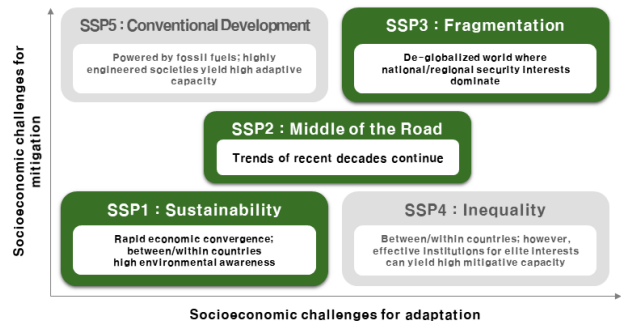 Socioeconomic challenges for
mitigation
SSP5 : Conventional Development
Powered by fossil fuels; highly
engineered societies yield high adaptive
capacity
SSP3 : Fragmentation
De-globalized world where
national/regional security interests
dominate
SSP2 : Middle of the Road
Trends of recent decades continue
SSP1 : Sustainability
Rapid economic convergence;
between/within countries
high environmental awareness
SSP4 : Inequality
Between/within countries; however,
effective institutions for elite interests
can yield high mitigative capacity
Socioeconomic challenges for adaptation